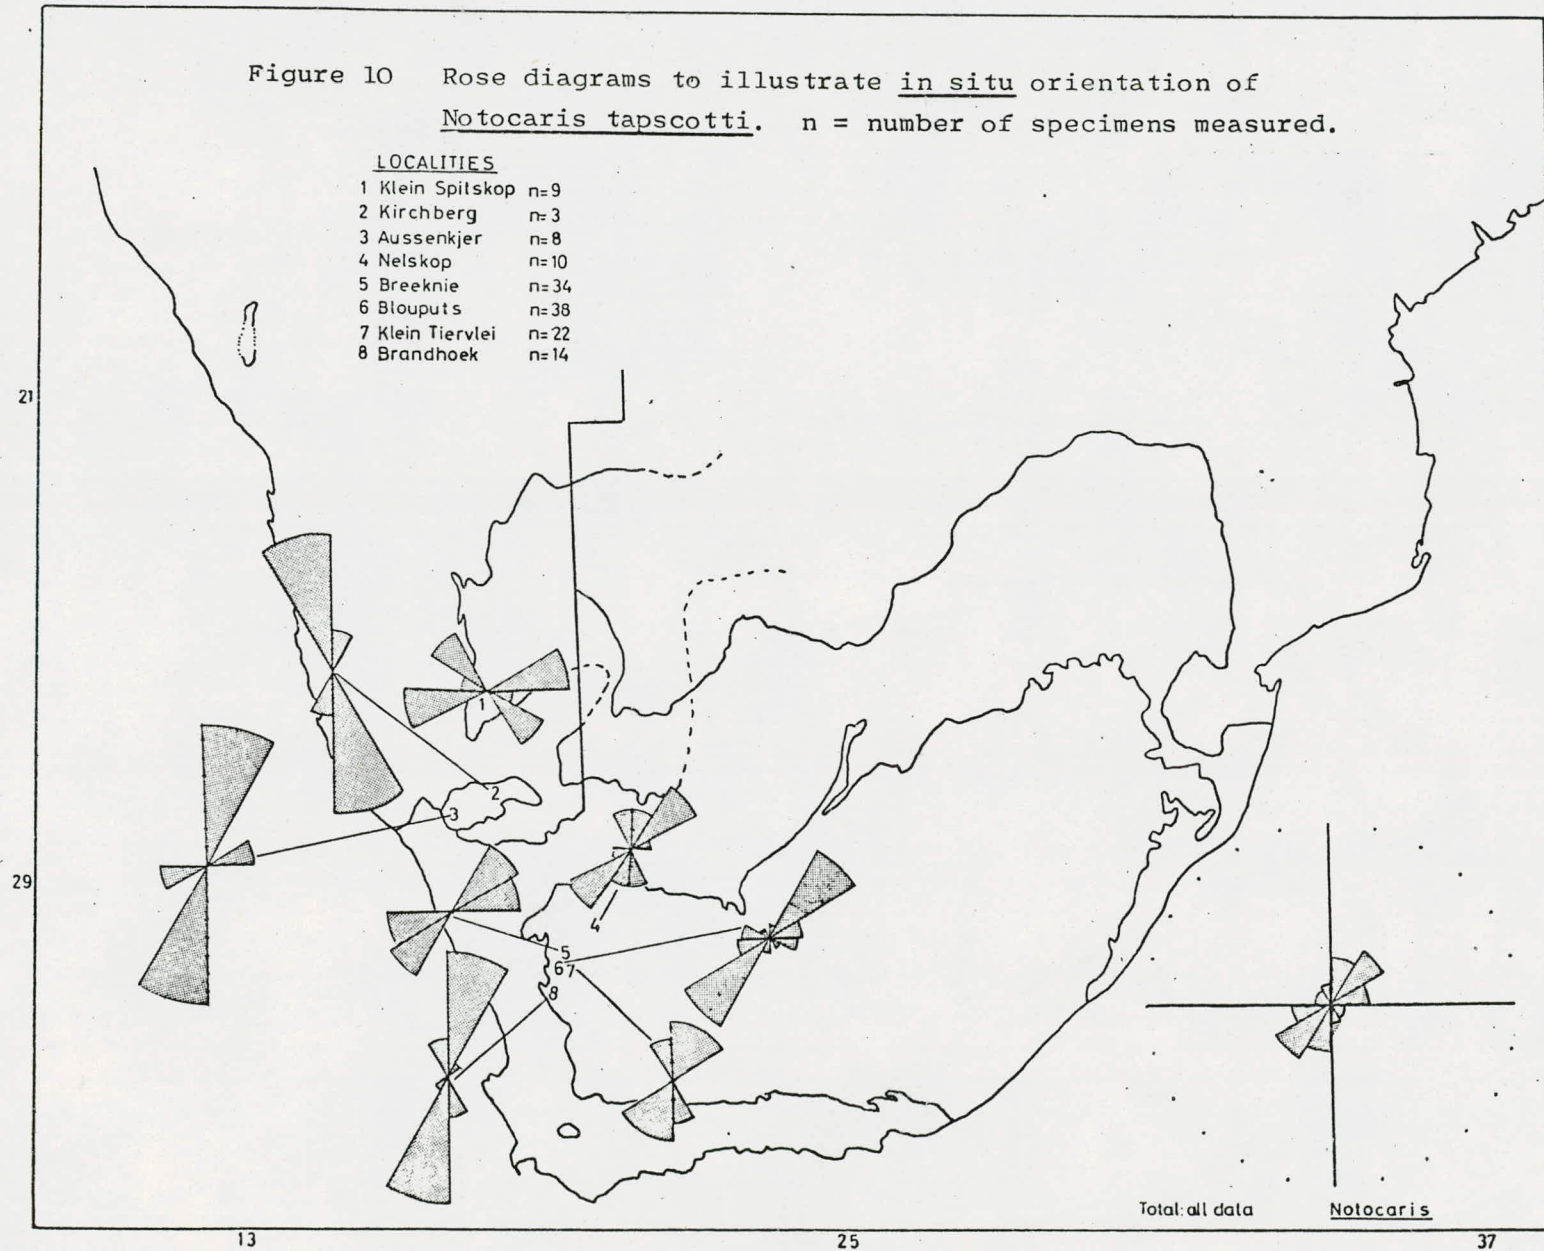 Figure 10 Rose diagrams to illustrate in situ orientation of
Notocaris tapscotti. n = number of specimens measured.
LOCALITIES
1 Klein Spitskop n=9
2 Kirchberg n=3
3 Aussenkjer n=8
4 Nelskop n=10
5 Breeknie n=34
6 Blouputs n=38
7 Klein Tiervlei n=22
8 Brandhoek n=14
21
1
2
3
29
4
5
67
8
Total: all data Notocaris
13 25 37